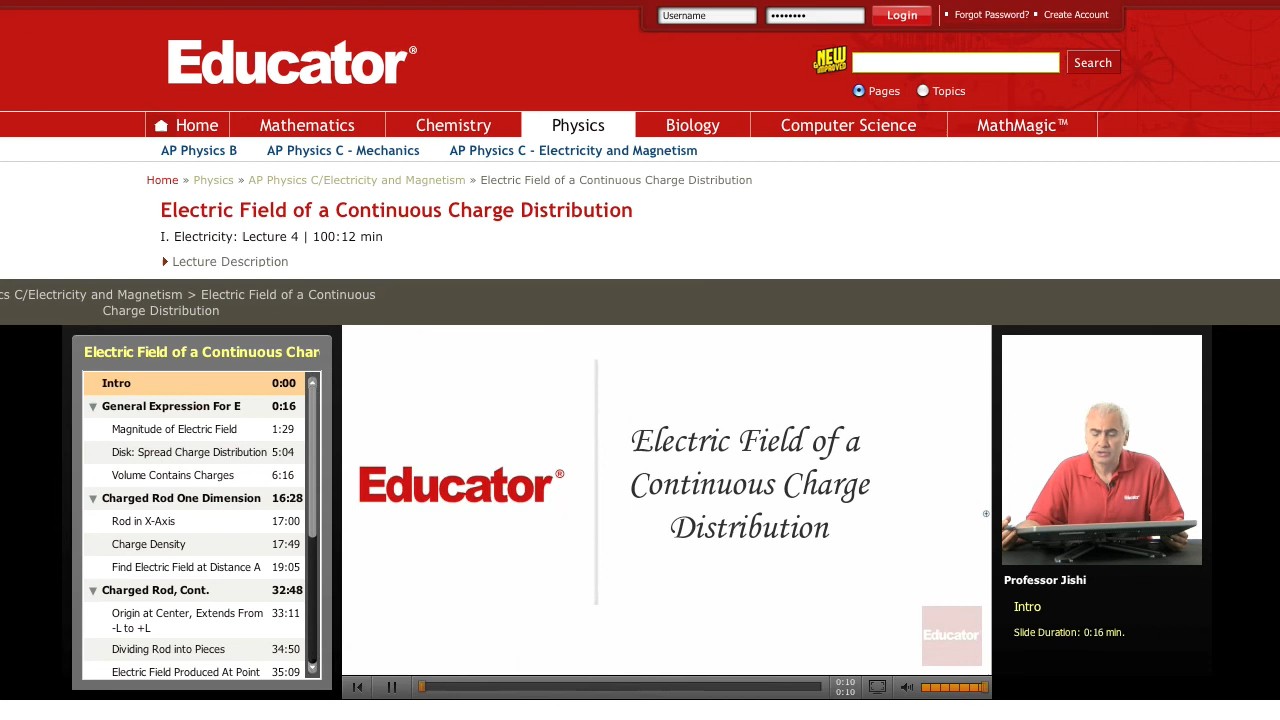 Username
••••••••
Login
Forgot Password?
Create Account
Educator®
NEW
& IMPROVED
Search
Pages
Topics
Home
Mathematics
Chemistry
Physics
Biology
Computer Science
MathMagic™
AP Physics B
AP Physics C - Mechanics
AP Physics C - Electricity and Magnetism
Home » Physics » AP Physics C/Electricity and Magnetism » Electric Field of a Continuous Charge Distribution
Electric Field of a Continuous Charge Distribution
I. Electricity: Lecture 4 | 100:12 min
Lecture Description
cs C/Electricity and Magnetism > Electric Field of a Continuous
Charge Distribution
Electric Field of a Continuous Char
Intro 0:00
General Expression For E 0:16
Magnitude of Electric Field 1:29
Disk: Spread Charge Distribution 5:04
Volume Contains Charges 6:16
Charged Rod One Dimension 16:28
Rod in X-Axis 17:00
Charge Density 17:49
Find Electric Field at Distance A 19:05
Charged Rod, Cont. 32:48
Origin at Center, Extends From 33:11
-L to +L
Dividing Rod into Pieces 34:50
Electric Field Produced At Point 35:09
Educator®
Electric Field of a
Continuous Charge
Distribution
Educator
0:10
0:10
Educator
Professor Jishi
Intro
Slide Duration: 0:16 min.